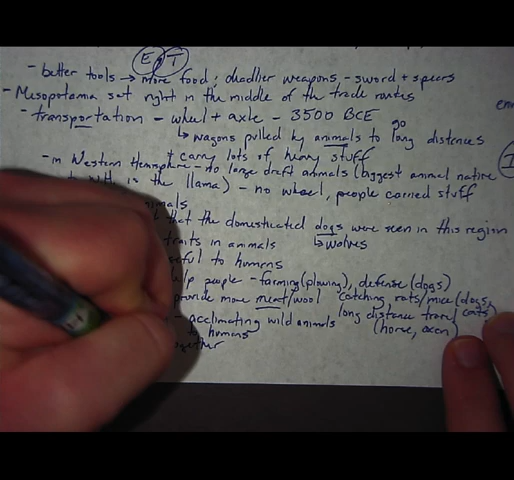 E T
- better tools → more food; deadlier weapons, - sword + spears
- Mesopotamia set right in the middle of the trade routes
- transportation - wheel + axle - 3500 BCE
go
↳ wagons pulled by animals to long distences
+ carry lots of heavy stuff
- in Western Hemisphere - no large draft animals (biggest animal native
is the llama) - no wheel, people carried stuff
that the domesticated dogs were seen in this region
traits in animals ↳ wolves
to humans
help people - farming (plowing), defense (dogs)
provide more meat/wool catching rats/mice (dogs, cats)
- acclimating wild animals long distance travel
to humans (horse, oxen)
together